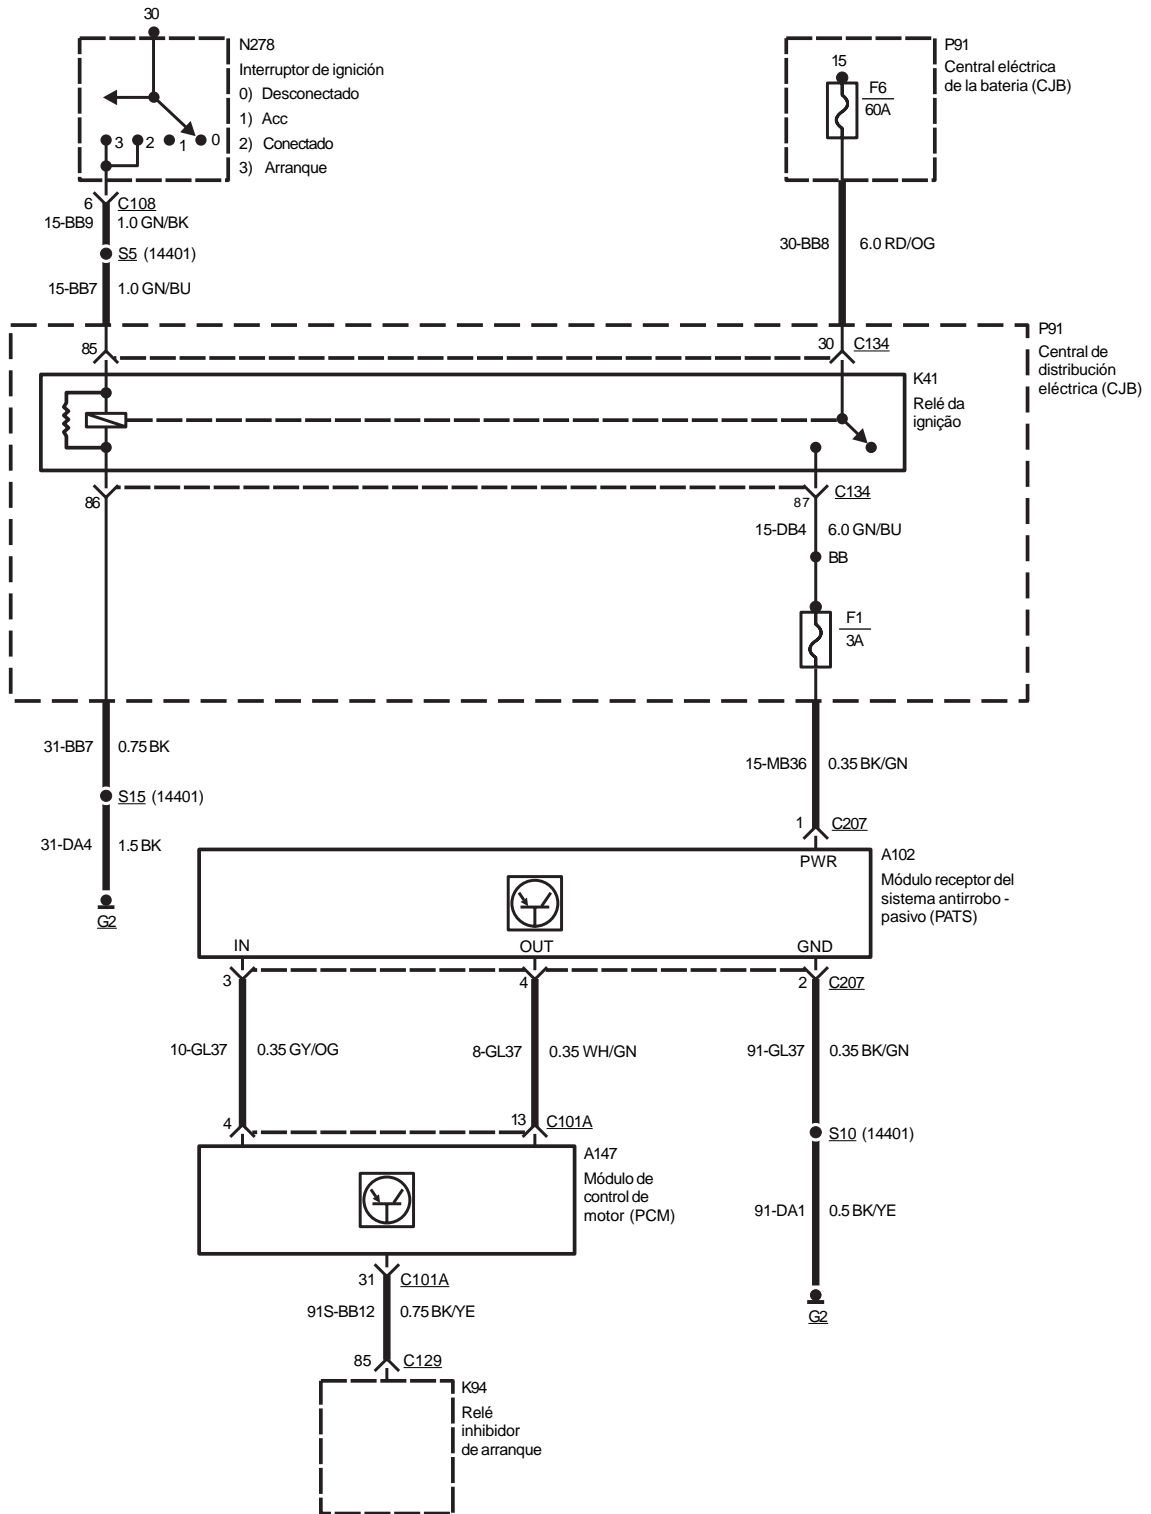 30
N278
Interruptor de ignición
0) Desconectado
1) Acc
2) Conectado
3) Arranque
3 2 1 0
P91
Central eléctrica
de la bateria (CJB)
15
F6
60A
6 C108
15-BB9 1.0 GN/BK
S5 (14401)
15-BB7 1.0 GN/BU
30-BB8 6.0 RD/OG
P91
Central de
distribución
eléctrica (CJB)
85
30 C134
K41
Relé da
ignição
86
87 C134
15-DB4 6.0 GN/BU
BB
F1
3A
31-BB7 0.75 BK
S15 (14401)
31-DA4 1.5 BK
G2
15-MB36 0.35 BK/GN
1 C207
PWR
A102
Módulo receptor del
sistema antirrobo -
pasivo (PATS)
IN OUT GND
3 4 2 C207
10-GL37 0.35 GY/OG
8-GL37 0.35 WH/GN
91-GL37 0.35 BK/GN
4 13 C101A
S10 (14401)
A147
Módulo de
control de
motor (PCM)
91-DA1 0.5 BK/YE
G2
31 C101A
91S-BB12 0.75 BK/YE
85 C129
K94
Relé
inhibidor
de arranque